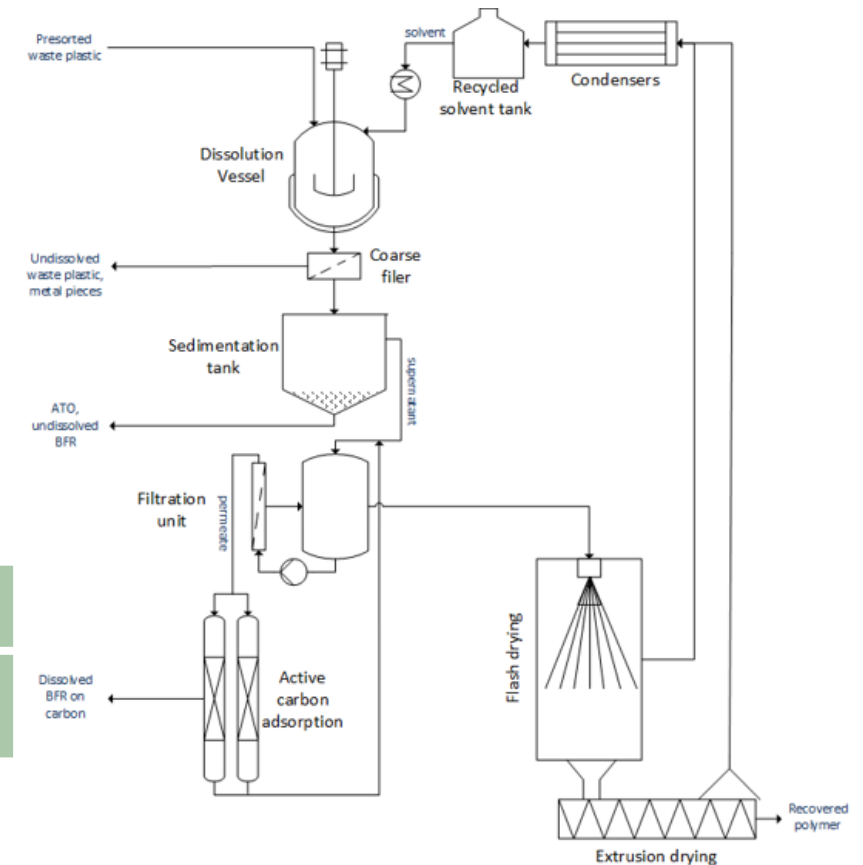 Presorted
waste plastic
solvent
Recycled
solvent tank
Condensers
Dissolution
Vessel
Undissolved
waste plastic,
metal pieces
Coarse
filer
Sedimentation
tank
supernatant
ATO,
undissolved
BFR
Filtration
unit
permeate
Flash drying
Dissolved
BFR on
carbon
Active
carbon
adsorption
Recovered
polymer
Extrusion drying